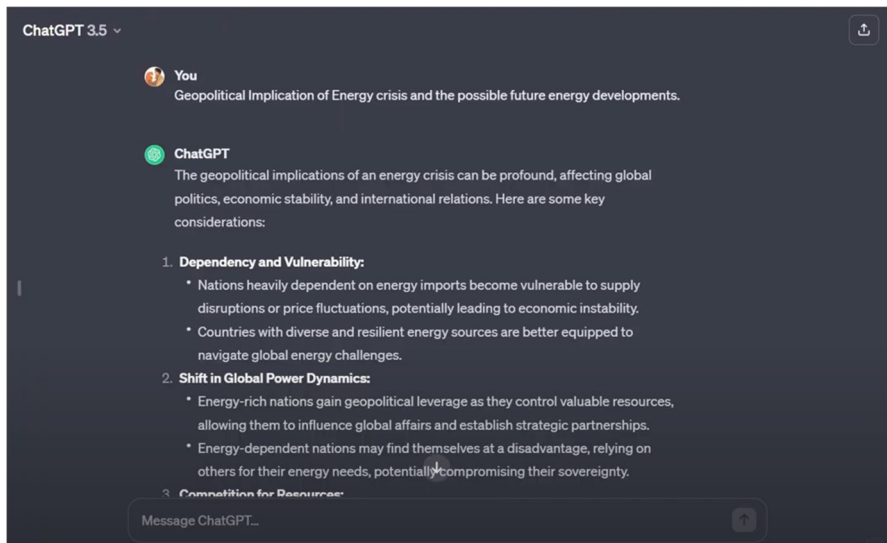 ChatGPT 3.5
You
Geopolitical Implication of Energy crisis and the possible future energy developments.
ChatGPT
The geopolitical implications of an energy crisis can be profound, affecting global
politics, economic stability, and international relations. Here are some key
considerations:
1. Dependency and Vulnerability:
• Nations heavily dependent on energy imports become vulnerable to supply
disruptions or price fluctuations, potentially leading to economic instability.
• Countries with diverse and resilient energy sources are better equipped to
navigate global energy challenges.
2. Shift in Global Power Dynamics:
• Energy-rich nations gain geopolitical leverage as they control valuable resources,
allowing them to influence global affairs and establish strategic partnerships.
• Energy-dependent nations may find themselves at a disadvantage, relying on
others for their energy needs, potentially compromising their sovereignty.
3. Competition for Resources:
Message ChatGPT...